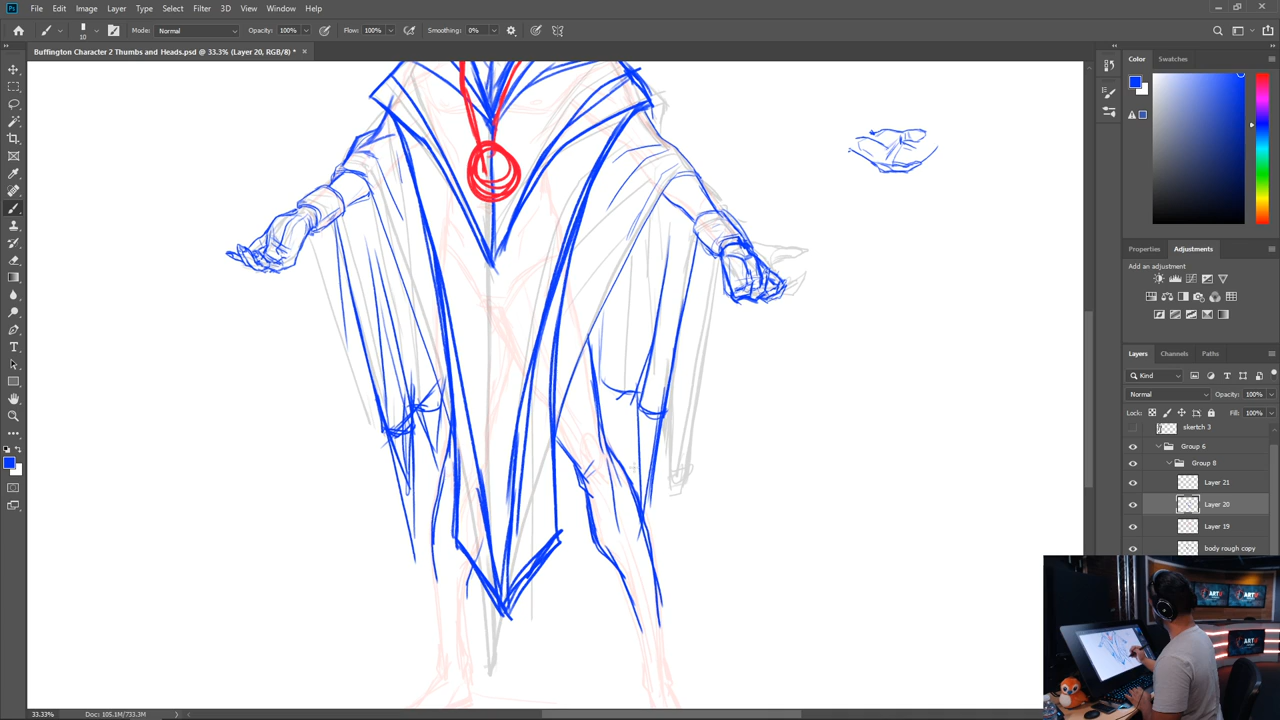 File Edit Image Layer Type Select Filter 3D View Window Help
10 Mode: Normal Opacity: 100% Flow: 100% Smoothing: 0%
Buffington Character 2 Thumbs and Heads.psd @ 33.3% (Layer 20, RGB/8) *
Color Swatches
Properties Adjustments
Add an adjustment
Layers Channels Paths
Kind
Normal Opacity: 100%
Lock: Fill: 100%
skertch 3
Group 6
Group 8
Layer 21
Layer 20
Layer 19
body rough copy
33.33% Doc: 105.1M/733.3M